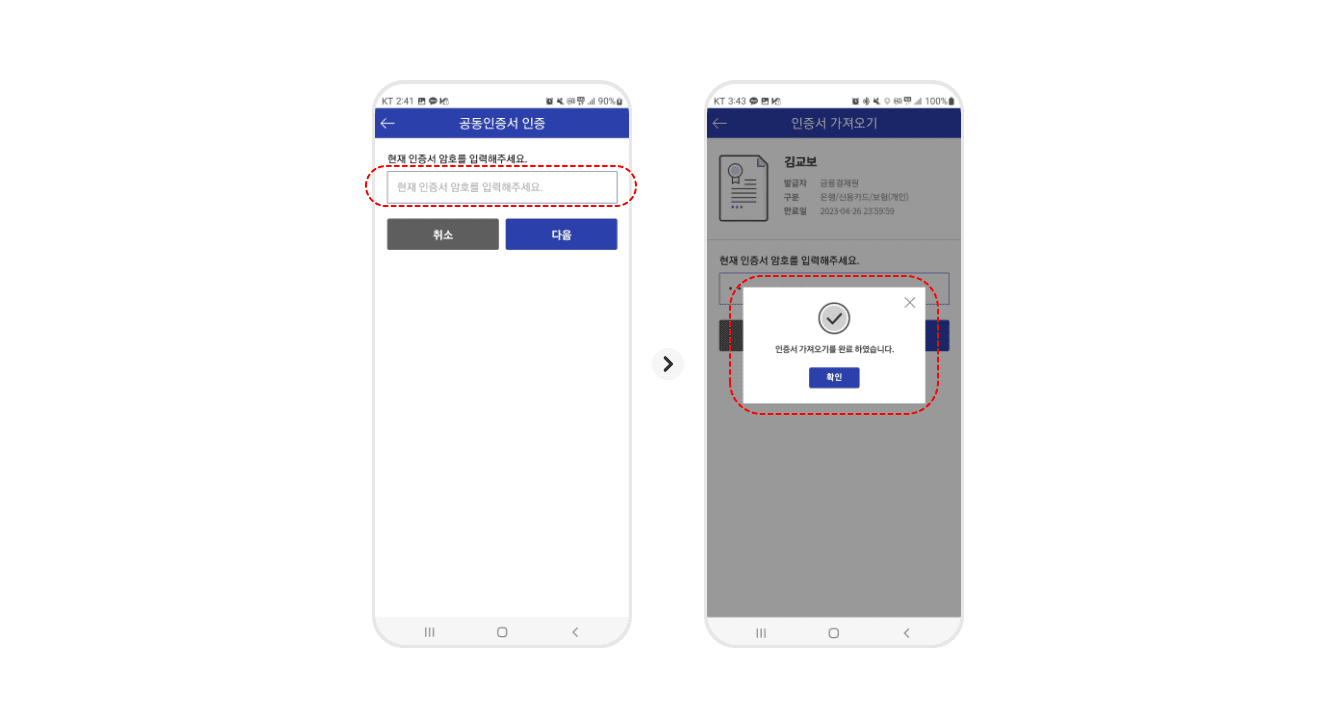 KT 2:41
90%
공동인증서 인증
현재 인증서 암호를 입력해주세요.
현재 인증서 암호를 입력해주세요.
취소
다음
KT 3:43
100%
인증서 가져오기
김교보
발급자 금융결제원
구분 은행/신용카드/보험(개인)
만료일 2023-04-26 23:59:59
현재 인증서 암호를 입력해주세요.
인증서 가져오기를 완료 하였습니다.
확인